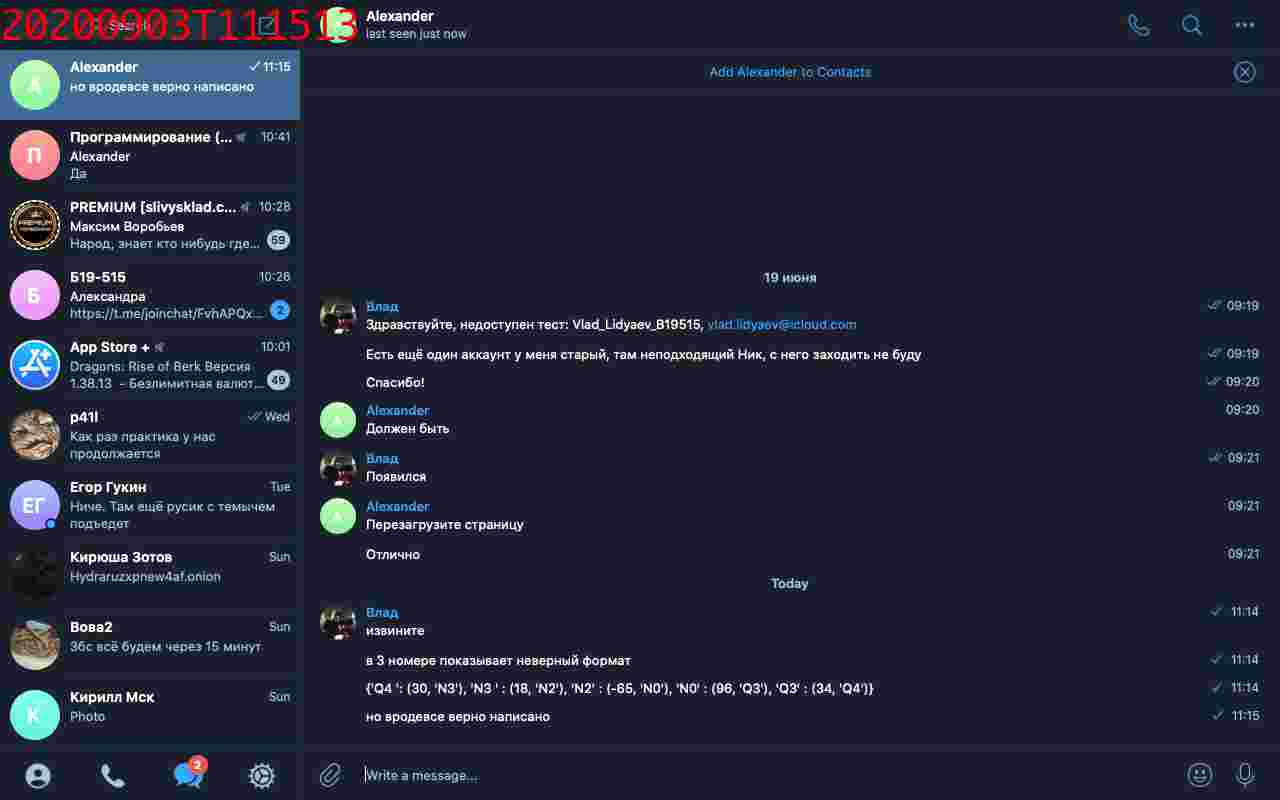 20200903T111513
Alexander
11:15
но вродеасе верно написано
Программирование (...
10:41
Alexander
Да
PREMIUM [slivysklad.c...
10:28
Максим Воробьев
Народ, знает кто нибудь где...
59
Б19-515
10:26
Александра
https://t.me/joinchat/FvhAPQx...
2
App Store +
10:01
Dragons: Rise of Berk Версия
1.38.13 - Безлимитная валют...
49
p41l
Wed
Как раз практика у нас
продолжается
Егор Гукин
Tue
Ниче. Там ещё русик с темычем
подъедет
Кирюша Зотов
Sun
Hydraruzxpnew4af.onion
Вова2
Sun
Збс всё будем через 15 минут
Кирилл Мск
Sun
Photo
2
Alexander
last seen just now
Add Alexander to Contacts
19 июня
Влад
09:19
Здравствуйте, недоступен тест: Vlad_Lidyaev_B19515, vlad.lidyaev@icloud.com
Есть ещё один аккаунт у меня старый, там неподходящий Ник, с него заходить не буду
09:19
Спасибо!
09:20
Alexander
09:20
Должен быть
Влад
09:21
Появился
Alexander
09:21
Перезагрузите страницу
Отлично
09:21
Today
Влад
11:14
извините
в 3 номере показывает неверный формат
11:14
{'Q4 ': (30, 'N3'), 'N3 ' : (18, 'N2'), 'N2' : (-65, 'N0'), 'N0' : (96, 'Q3'), 'Q3' : (34, 'Q4')}
11:14
но вродевсе верно написано
11:15
Write a message...